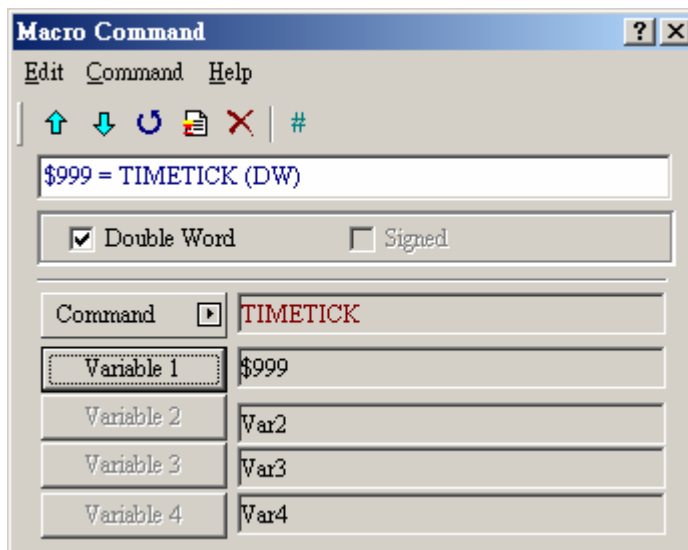 Macro Command
Edit Command Help
#
$999 = TIMETICK (DW)
Double Word Signed
Command TIMETICK
Variable 1 $999
Variable 2 Var2
Variable 3 Var3
Variable 4 Var4